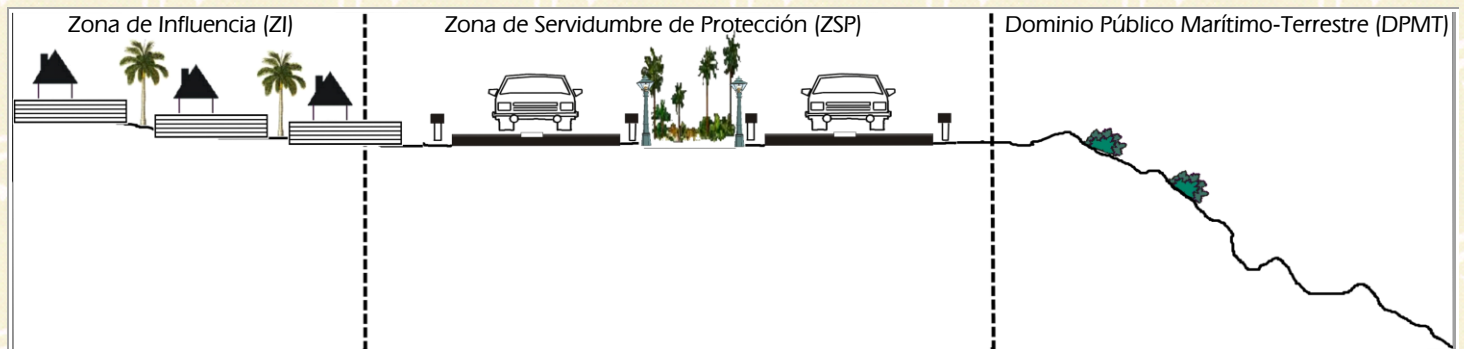 Zona de Influencia (ZI)
Zona de Servidumbre de Protección (ZSP)
Dominio Público Marítimo-Terrestre (DPMT)